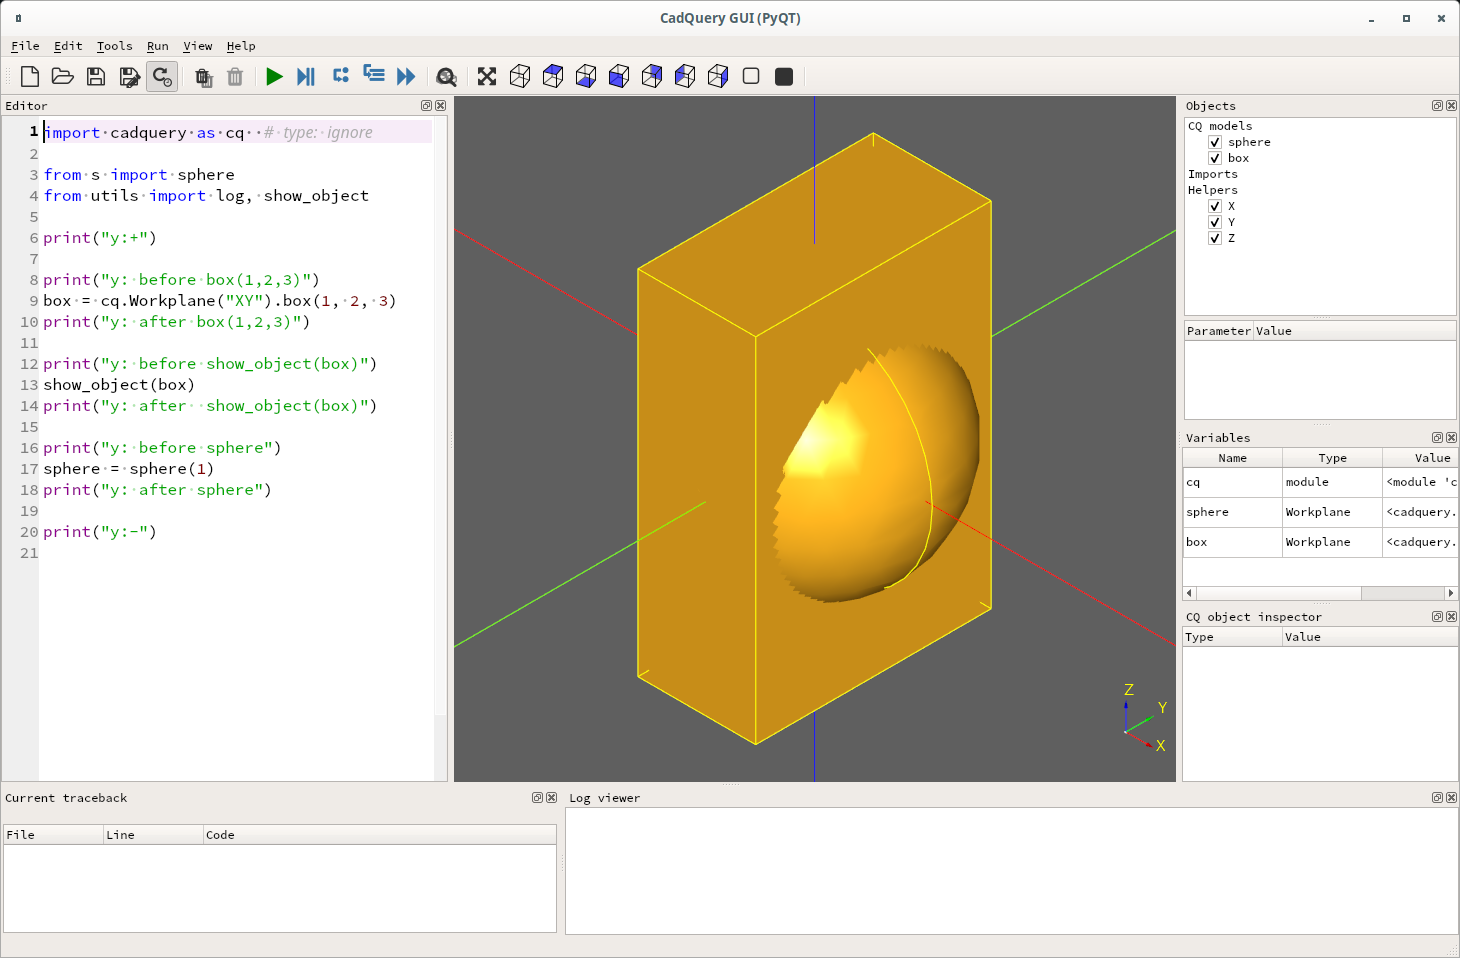 CadQuery GUI (PyQT)
File Edit Tools Run View Help
Editor
1 import cadquery as cq  # type: ignore
2
3 from s import sphere
4 from utils import log, show_object
5
6 print("y:+")
7
8 print("y: before box(1,2,3)")
9 box = cq.Workplane("XY").box(1, 2, 3)
10 print("y: after box(1,2,3)")
11
12 print("y: before show_object(box)")
13 show_object(box)
14 print("y: after  show_object(box)")
15
16 print("y: before sphere")
17 sphere = sphere(1)
18 print("y: after sphere")
19
20 print("y:-")
21
Z
Y
X
Objects
CQ models
sphere
box
Imports
Helpers
X
Y
Z
Parameter Value
Variables
Name Type Value
cq module <module 'c
sphere Workplane <cadquery.
box Workplane <cadquery.
CQ object inspector
Type Value
Current traceback
File Line Code
Log viewer